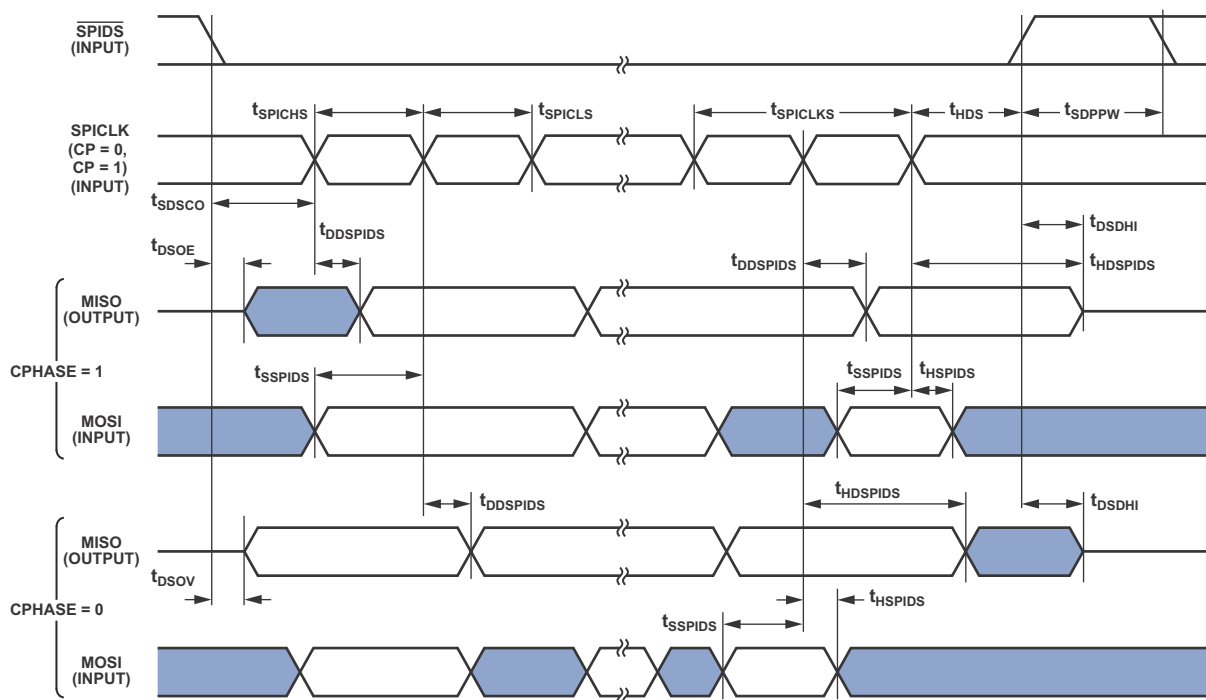 SPIDS
(INPUT)
tSPICHS
tSPICLS
tSPICLKS
tHDS
tSDPPW
SPICLK
(CP = 0,
CP = 1)
(INPUT)
tSDSCO
tDSOE
tDDSPIDS
tDDSPIDS
tDSDHI
tHDSPIDS
MISO
(OUTPUT)
CPHASE = 1
tSSPIDS
tSSPIDS
tHSPIDS
MOSI
(INPUT)
tDDSPIDS
tHDSPIDS
tDSDHI
MISO
(OUTPUT)
tDSOV
CPHASE = 0
tSSPIDS
tHSPIDS
MOSI
(INPUT)